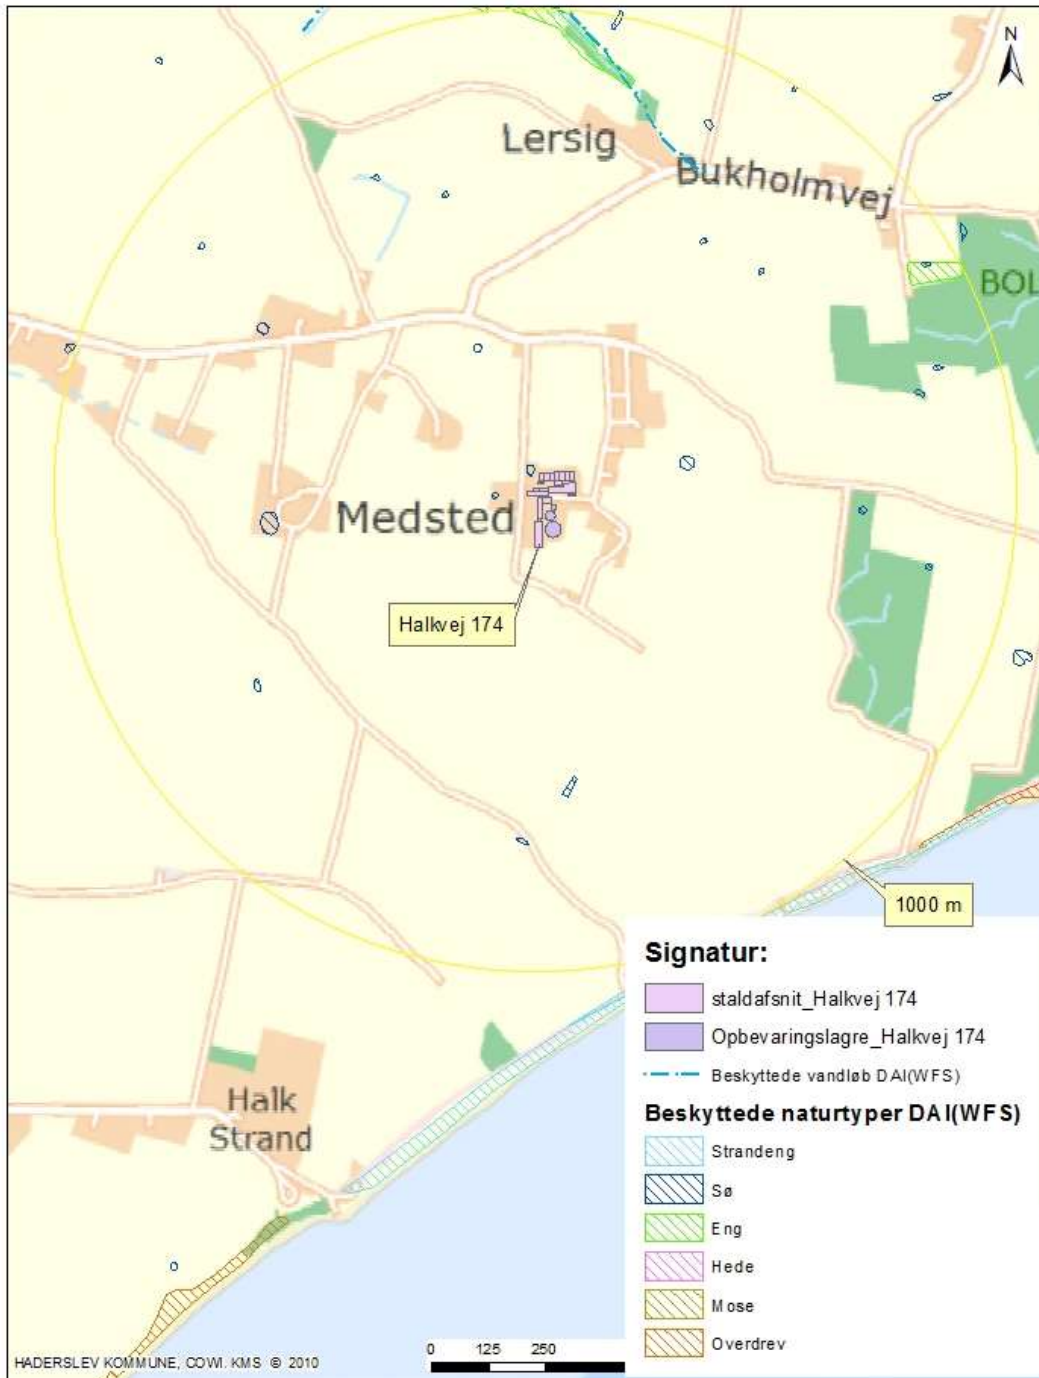 N
Lersig
Bukholmvej
BOL
Medsted
Halkvej 174
1000 m
Signatur:
staldafsnit_Halkvej 174
Opbevaringslagre_Halkvej 174
Beskyttede vandløb DAI(WFS)
Beskyttede naturtyper DAI(WFS)
Strandeng
Sø
Eng
Hede
Mose
Overdrev
Halk
Strand
0 125 250
HADERSLEV KOMMUNE, COWI. KMS © 2010